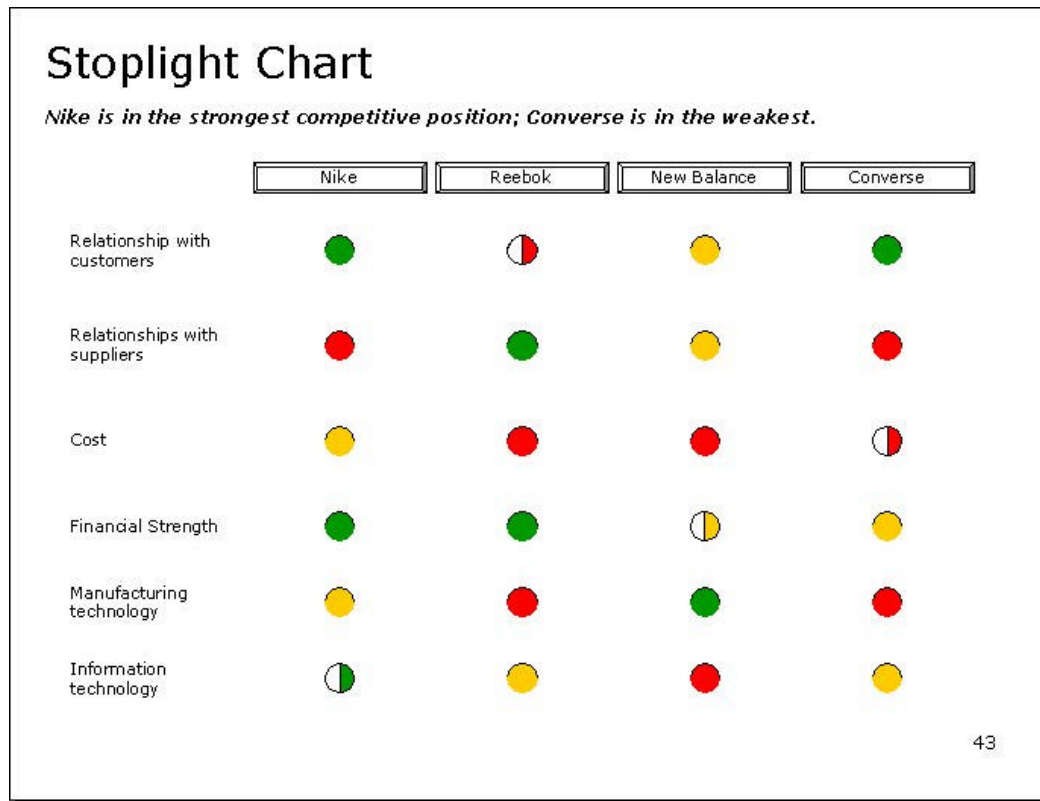 Stoplight Chart
Nike is in the strongest competitive position; Converse is in the weakest.
Nike Reebok New Balance Converse
Relationship with
customers
Relationships with
suppliers
Cost
Financial Strength
Manufacturing
technology
Information
technology
43